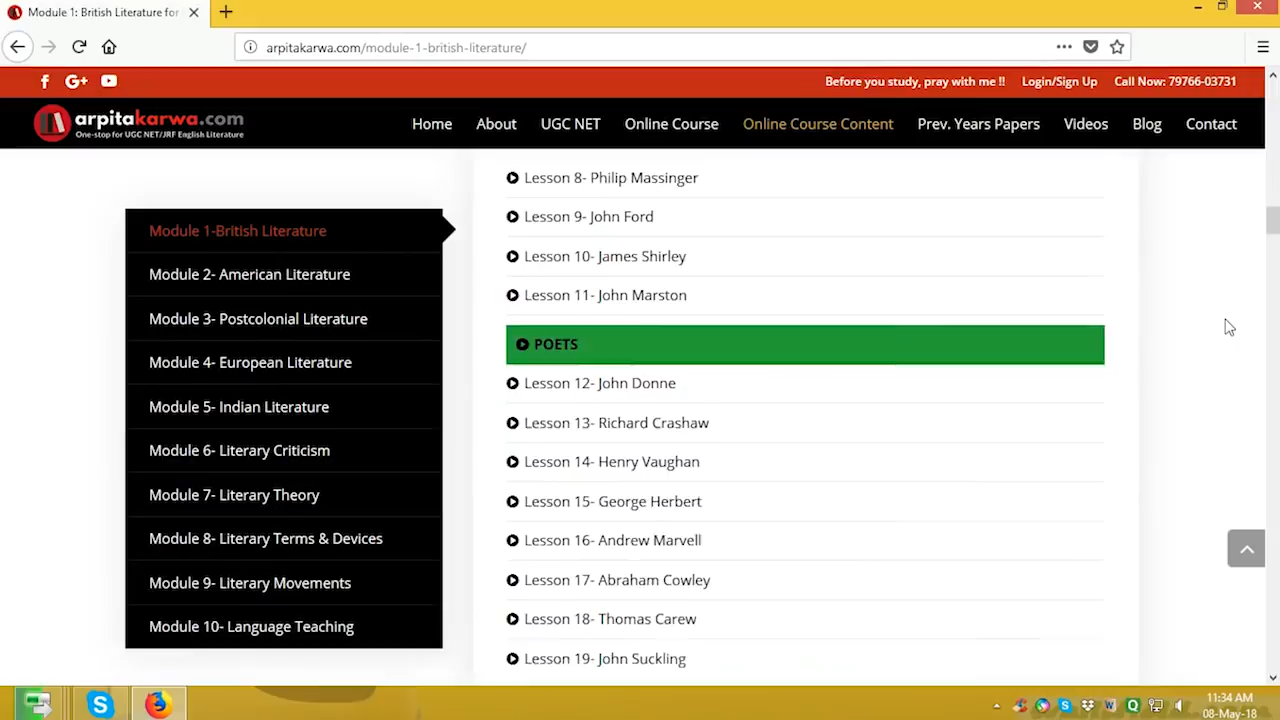 Module 1: British Literature for
arpitakarwa.com/module-1-british-literature/
Before you study, pray with me !! Login/Sign Up Call Now: 79766-03731
arpitakarwa.com
One-stop for UGC NET/JRF English Literature
Home About UGC NET Online Course Online Course Content Prev. Years Papers Videos Blog Contact
Module 1-British Literature
Module 2- American Literature
Module 3- Postcolonial Literature
Module 4- European Literature
Module 5- Indian Literature
Module 6- Literary Criticism
Module 7- Literary Theory
Module 8- Literary Terms & Devices
Module 9- Literary Movements
Module 10- Language Teaching
Lesson 8- Philip Massinger
Lesson 9- John Ford
Lesson 10- James Shirley
Lesson 11- John Marston
POETS
Lesson 12- John Donne
Lesson 13- Richard Crashaw
Lesson 14- Henry Vaughan
Lesson 15- George Herbert
Lesson 16- Andrew Marvell
Lesson 17- Abraham Cowley
Lesson 18- Thomas Carew
Lesson 19- John Suckling
11:34 AM
08-May-18